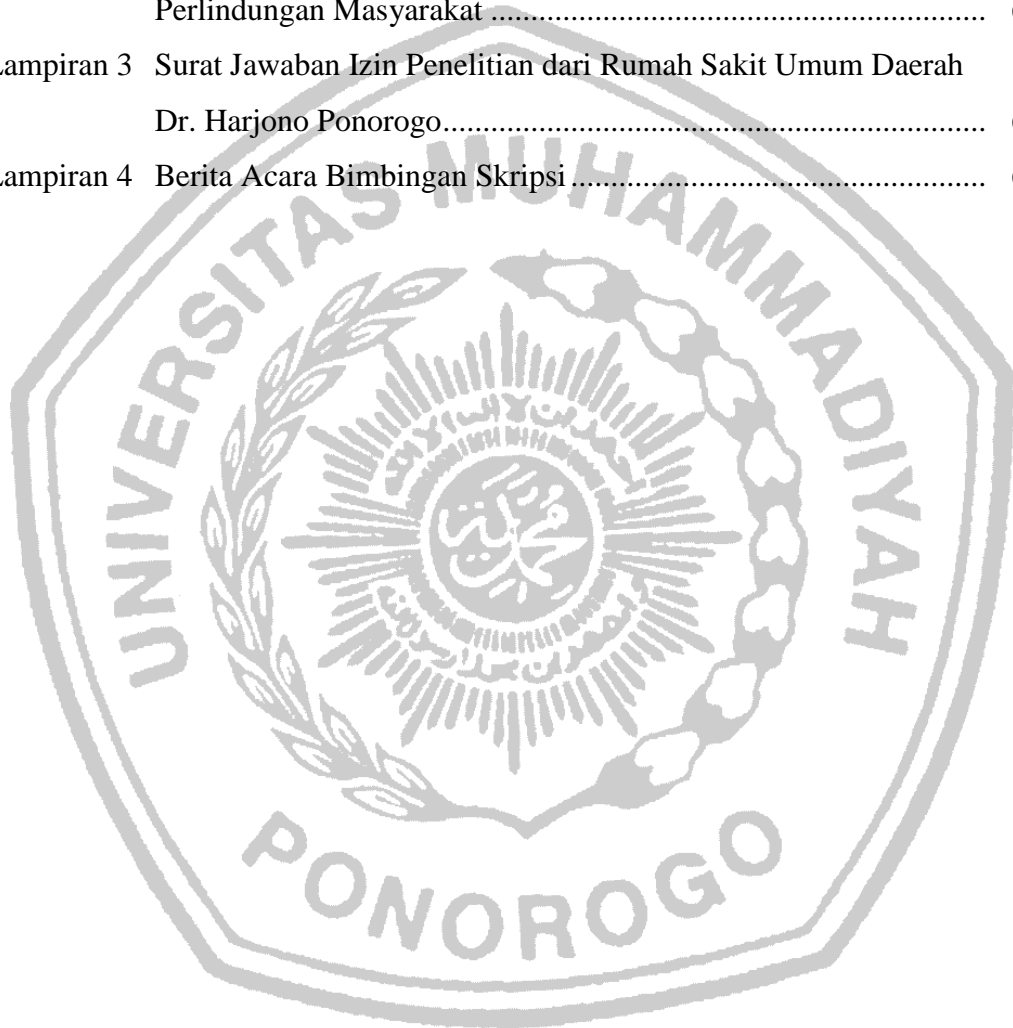 Perlindungan Masyarakat ............................................................
Lampiran 3 Surat Jawaban Izin Penelitian dari Rumah Sakit Umum Daerah
Dr. Harjono Ponorogo..................................................................
Lampiran 4 Berita Acara Bimbingan Skripsi ..................................................
UNIVERSITAS MUHAMMADIYAH
PONOROGO